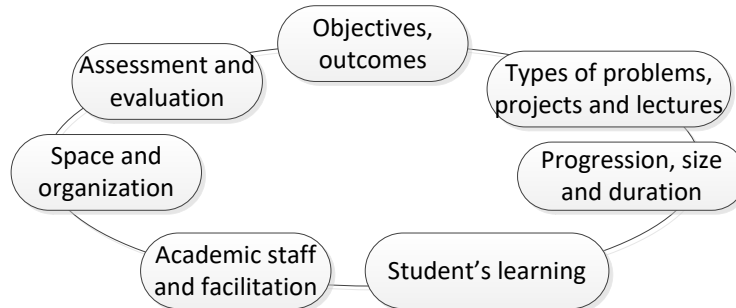 Objectives,
outcomes
Types of problems,
projects and lectures
Progression, size
and duration
Student’s learning
Academic staff
and facilitation
Space and
organization
Assessment and
evaluation